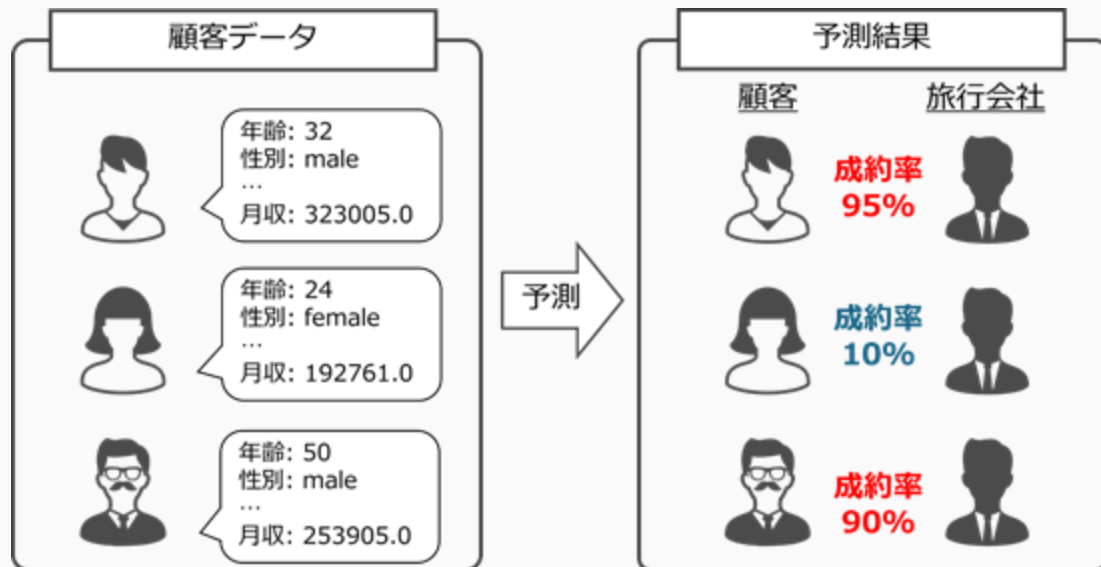 顧客データ
年齢: 32
性別: male
…
月収: 323005.0
年齢: 24
性別: female
…
月収: 192761.0
年齢: 50
性別: male
…
月収: 253905.0
予測
予測結果
顧客
旅行会社
成約率
95%
成約率
10%
成約率
90%